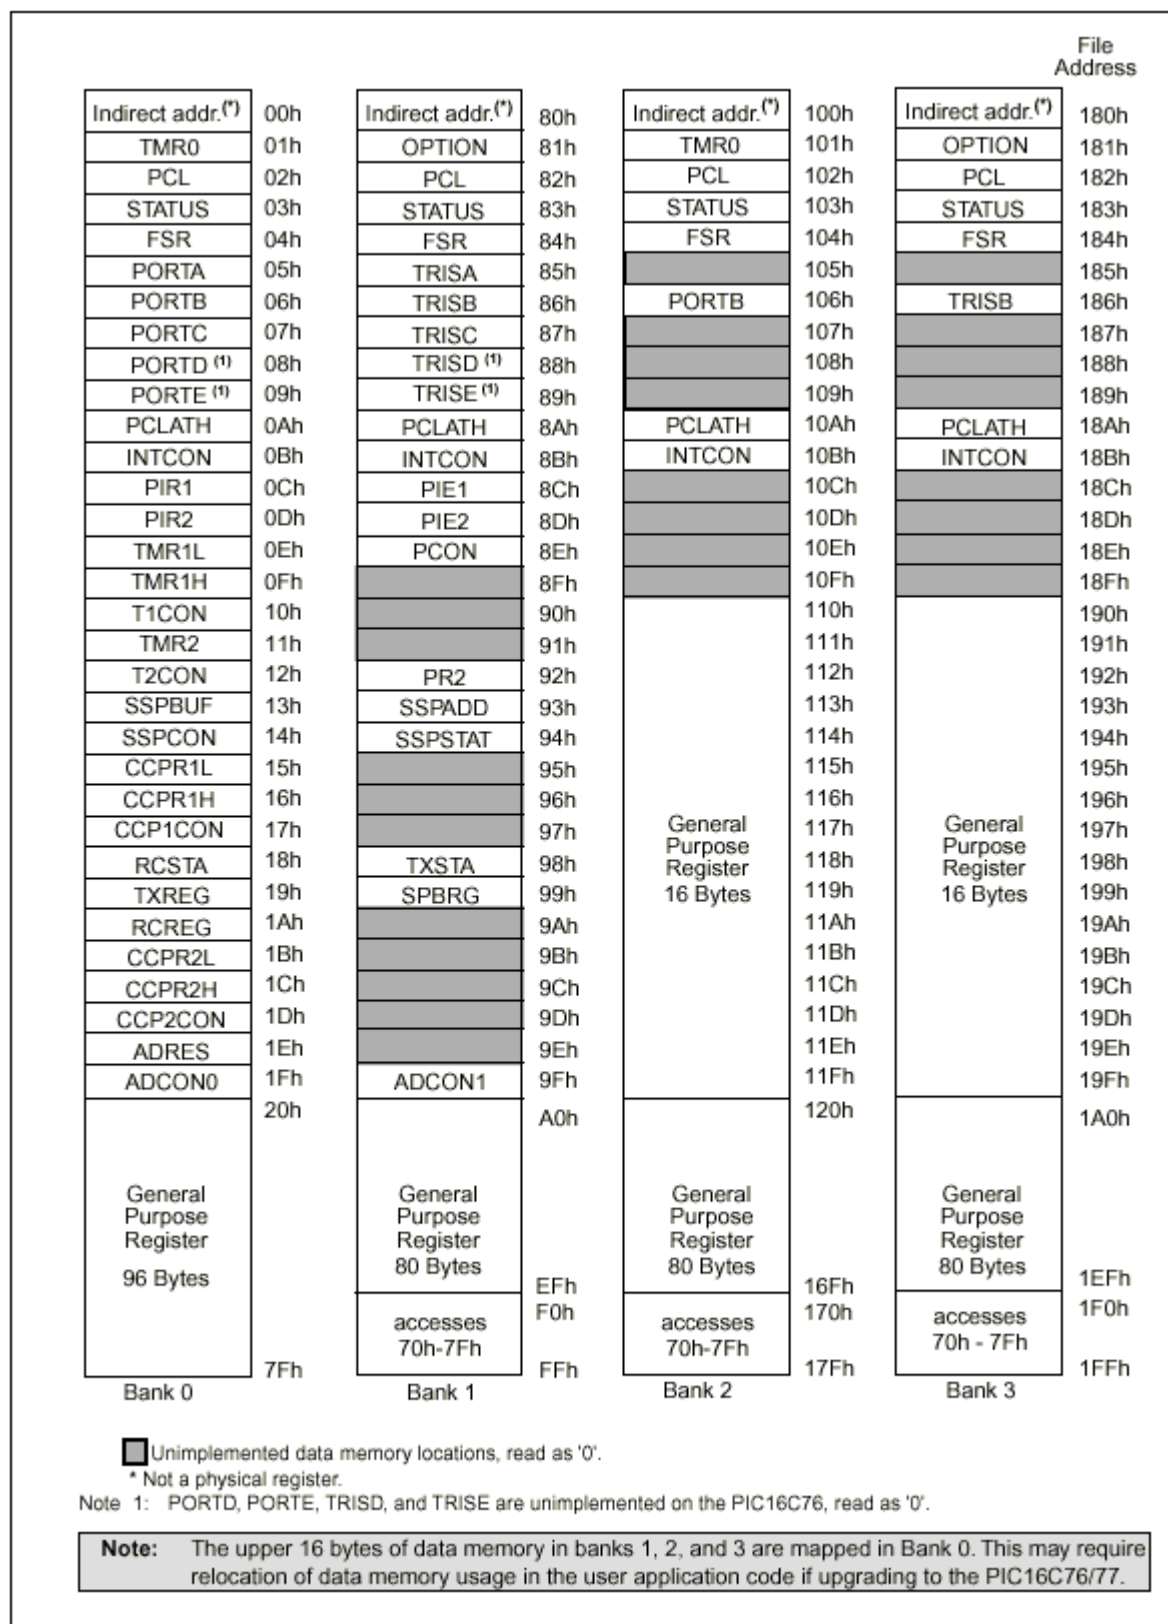 File
Address
Indirect addr.(*) 00h Indirect addr.(*) 80h Indirect addr.(*) 100h Indirect addr.(*) 180h
TMR0 01h OPTION 81h TMR0 101h OPTION 181h
PCL 02h PCL 82h PCL 102h PCL 182h
STATUS 03h STATUS 83h STATUS 103h STATUS 183h
FSR 04h FSR 84h FSR 104h FSR 184h
PORTA 05h TRISA 85h 105h 185h
PORTB 06h TRISB 86h PORTB 106h TRISB 186h
PORTC 07h TRISC 87h 107h 187h
PORTD (1) 08h TRISD (1) 88h 108h 188h
PORTE (1) 09h TRISE (1) 89h 109h 189h
PCLATH 0Ah PCLATH 8Ah PCLATH 10Ah PCLATH 18Ah
INTCON 0Bh INTCON 8Bh INTCON 10Bh INTCON 18Bh
PIR1 0Ch PIE1 8Ch 10Ch 18Ch
PIR2 0Dh PIE2 8Dh 10Dh 18Dh
TMR1L 0Eh PCON 8Eh 10Eh 18Eh
TMR1H 0Fh 8Fh 10Fh 18Fh
T1CON 10h 90h 110h 190h
TMR2 11h 91h 111h 191h
T2CON 12h PR2 92h 112h 192h
SSPBUF 13h SSPADD 93h 113h 193h
SSPCON 14h SSPSTAT 94h 114h 194h
CCPR1L 15h 95h 115h 195h
CCPR1H 16h 96h 116h 196h
CCP1CON 17h 97h General 117h General 197h
Purpose Purpose
RCSTA 18h TXSTA 98h Register 118h Register 198h
TXREG 19h SPBRG 99h 16 Bytes 119h 16 Bytes 199h
RCREG 1Ah 9Ah 11Ah 19Ah
CCPR2L 1Bh 9Bh 11Bh 19Bh
CCPR2H 1Ch 9Ch 11Ch 19Ch
CCP2CON 1Dh 9Dh 11Dh 19Dh
ADRES 1Eh 9Eh 11Eh 19Eh
ADCON0 1Fh ADCON1 9Fh 11Fh 19Fh
20h A0h 120h 1A0h
General General General General
Purpose Purpose Purpose Purpose
Register Register Register Register
96 Bytes 80 Bytes 80 Bytes 80 Bytes
EFh 16Fh 1EFh
F0h 170h 1F0h
accesses accesses accesses
70h-7Fh 70h-7Fh 70h - 7Fh
7Fh FFh 17Fh 1FFh
Bank 0 Bank 1 Bank 2 Bank 3
Unimplemented data memory locations, read as '0'.
* Not a physical register.
Note 1: PORTD, PORTE, TRISD, and TRISE are unimplemented on the PIC16C76, read as '0'.
Note: The upper 16 bytes of data memory in banks 1, 2, and 3 are mapped in Bank 0. This may require
relocation of data memory usage in the user application code if upgrading to the PIC16C76/77.